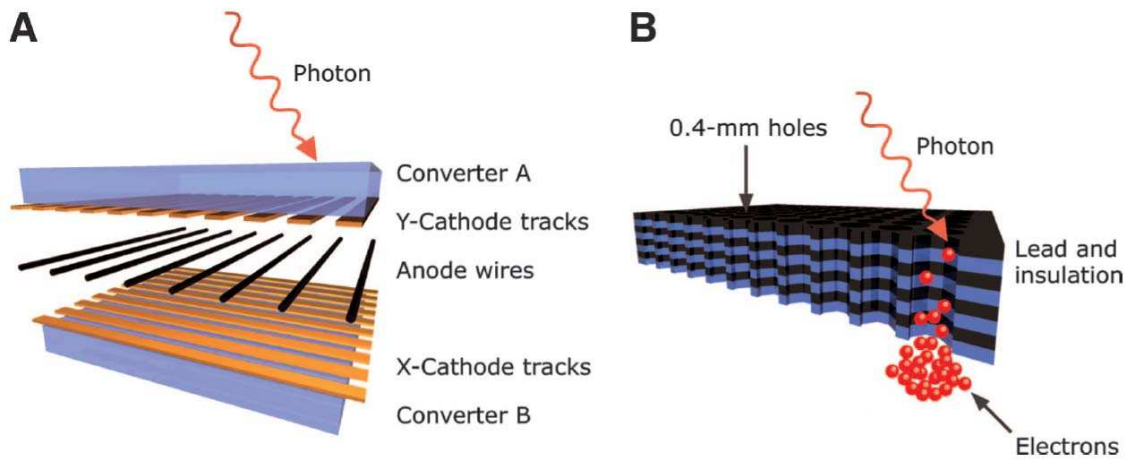 A
Photon
Converter A
Y-Cathode tracks
Anode wires
X-Cathode tracks
Converter B
B
0.4-mm holes
Photon
Lead and
insulation
Electrons